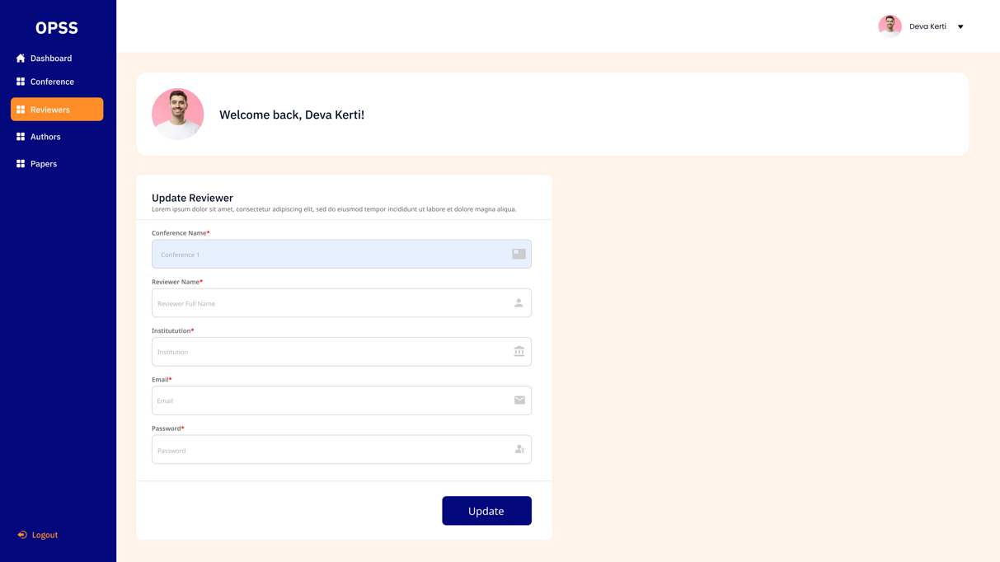 OPSS
Dashboard
Conference
Reviewers
Authors
Papers
Logout
Deva Kerti
Welcome back, Deva Kerti!
Update Reviewer
Lorem ipsum dolor sit amet, consectetur adipiscing elit, sed do eiusmod tempor incididunt ut labore et dolore magna aliqua.
Conference Name*
Conference 1
Reviewer Name*
Reviewer Full Name
Institutution*
Institution
Email*
Email
Password*
Password
Update